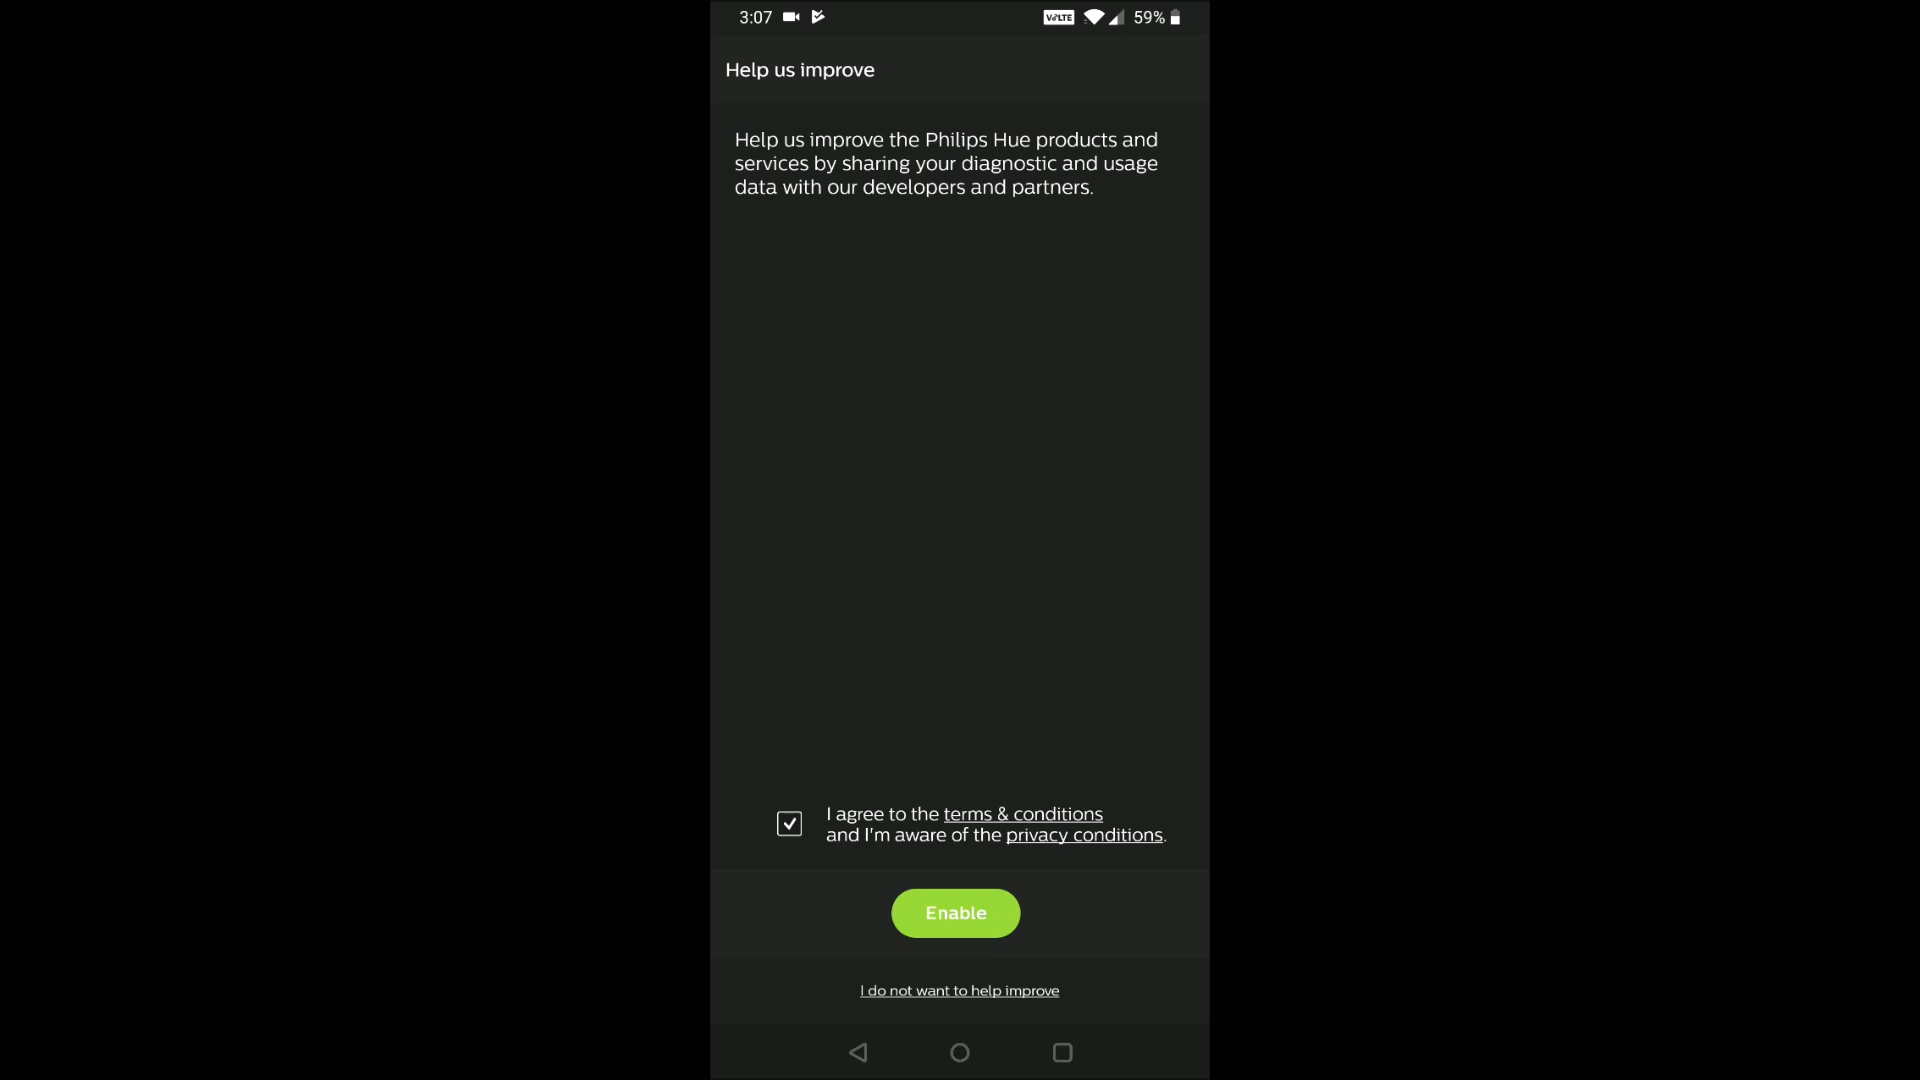 3:07 VoLTE 59%
Help us improve
Help us improve the Philips Hue products and
services by sharing your diagnostic and usage
data with our developers and partners.
I agree to the terms & conditions
and I'm aware of the privacy conditions.
Enable
I do not want to help improve